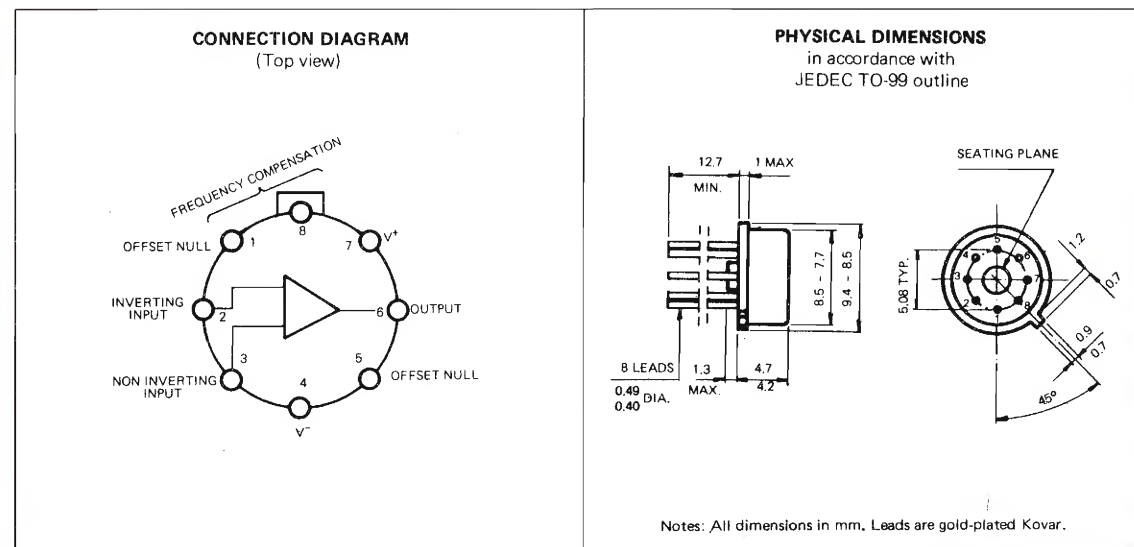 CONNECTION DIAGRAM
(Top view)
FREQUENCY COMPENSATION
8
1
7
V+
OFFSET NULL
INVERTING
INPUT
2
6
OUTPUT
3
5
NON INVERTING
INPUT
4
OFFSET NULL
V−
PHYSICAL DIMENSIONS
in accordance with
JEDEC TO-99 outline
12.7
MIN.
1 MAX
SEATING PLANE
8.5 - 7.7
9.4 - 8.5
5.08 TYP.
5
4
6
3
7
2
8
1.2
0.7
0.9
0.7
45°
8 LEADS
0.49
0.40
DIA.
1.3
MAX.
4.7
4.2
Notes: All dimensions in mm. Leads are gold-plated Kovar.